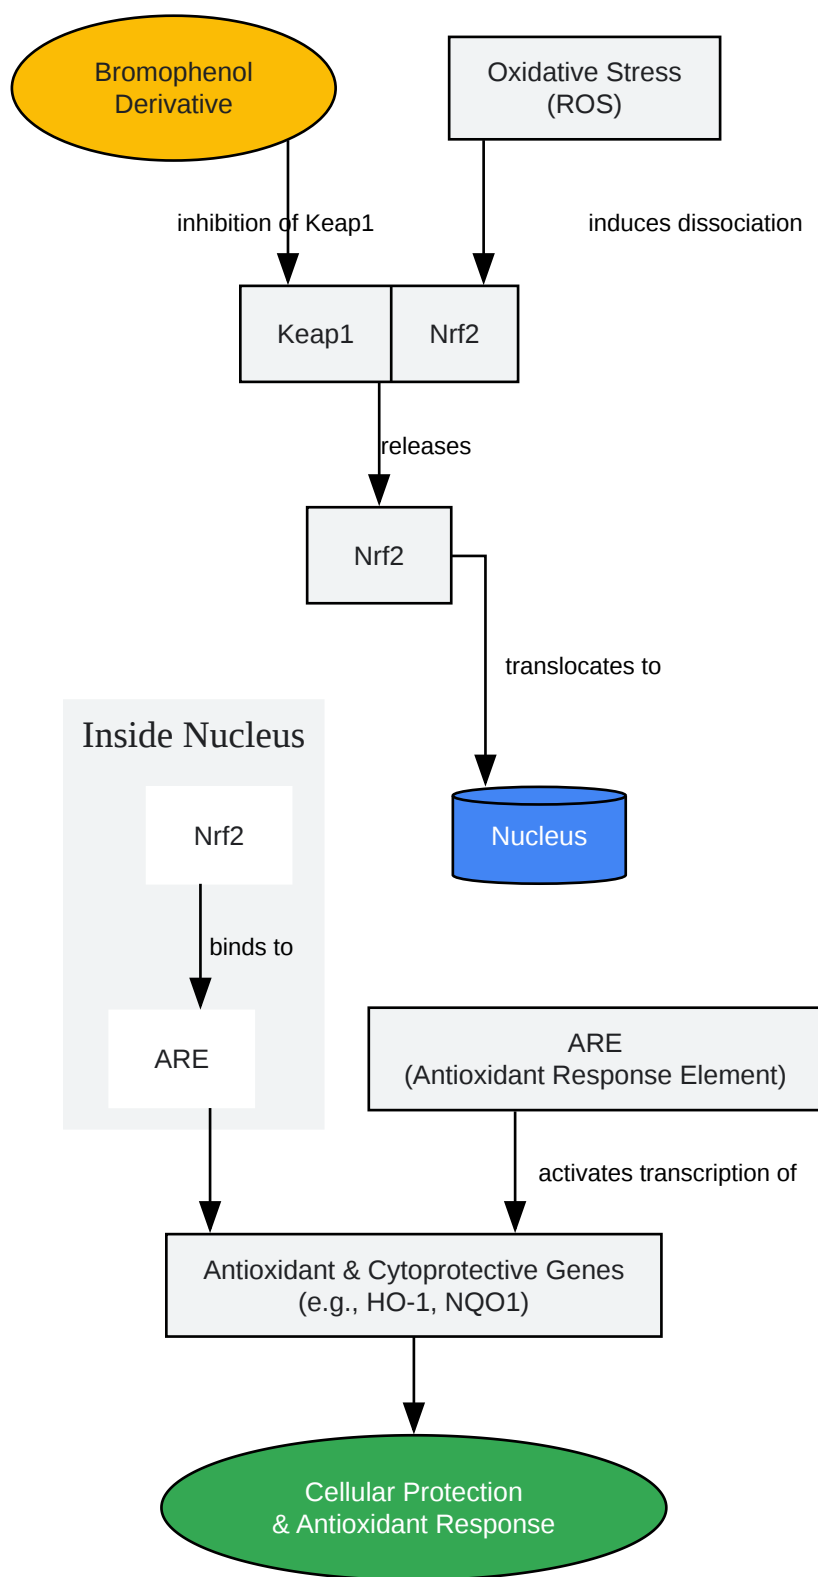 Bromophenol
Derivative
Oxidative Stress
(ROS)
inhibition of Keap1
induces dissociation
Keap1
Nrf2
releases
Nrf2
translocates to
Inside Nucleus
Nrf2
Nucleus
binds to
ARE
ARE
(Antioxidant Response Element)
activates transcription of
Antioxidant & Cytoprotective Genes
(e.g., HO-1, NQO1)
Cellular Protection
& Antioxidant Response